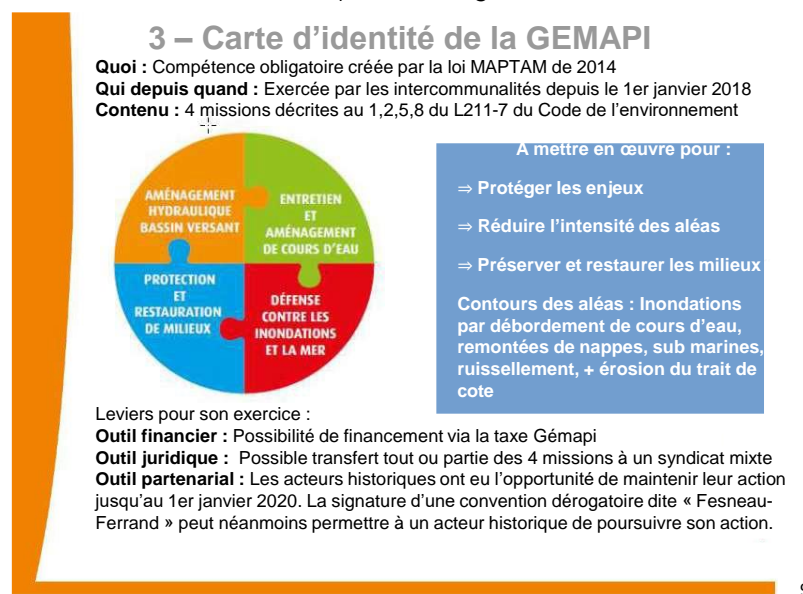 3 – Carte d'identité de la GEMAPI
Quoi : Compétence obligatoire créée par la loi MAPTAM de 2014
Qui depuis quand : Exercée par les intercommunalités depuis le 1er janvier 2018
Contenu : 4 missions décrites au 1,2,5,8 du L211-7 du Code de l'environnement
AMÉNAGEMENT
HYDRAULIQUE
BASSIN VERSANT
ENTRETIEN
ET
AMÉNAGEMENT
DE COURS D'EAU
PROTECTION
ET
RESTAURATION
DE MILIEUX
DÉFENSE
CONTRE LES
INONDATIONS
ET LA MER
A mettre en œuvre pour :
⇒ Protéger les enjeux
⇒ Réduire l'intensité des aléas
⇒ Préserver et restaurer les milieux
Contours des aléas : Inondations
par débordement de cours d'eau,
remontées de nappes, sub marines,
ruissellement, + érosion du trait de
cote
Leviers pour son exercice :
Outil financier : Possibilité de financement via la taxe Gémapi
Outil juridique : Possible transfert tout ou partie des 4 missions à un syndicat mixte
Outil partenarial : Les acteurs historiques ont eu l'opportunité de maintenir leur action
jusqu'au 1er janvier 2020. La signature d'une convention dérogatoire dite « Fesneau-
Ferrand » peut néanmoins permettre à un acteur historique de poursuivre son action.